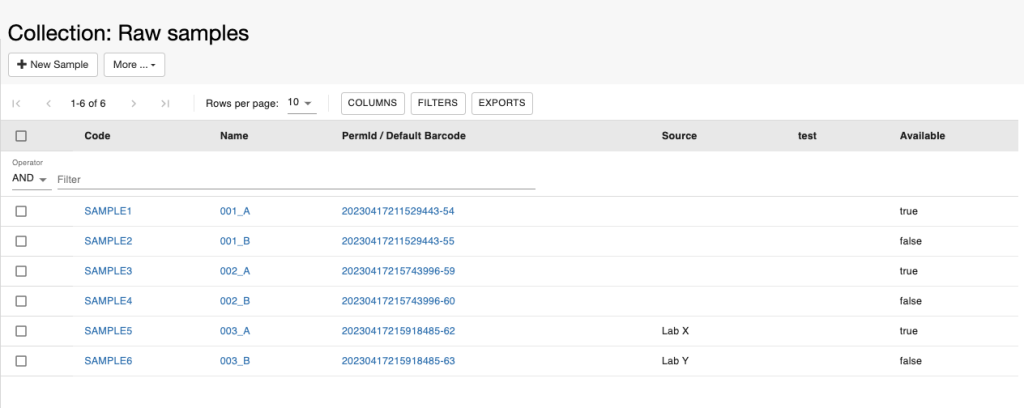 Collection: Raw samples
+ New Sample More ...
1-6 of 6 Rows per page: 10 COLUMNS FILTERS EXPORTS
Code Name PermId / Default Barcode Source test Available
Operator
AND Filter
SAMPLE1 001_A 20230417211529443-54 true
SAMPLE2 001_B 20230417211529443-55 false
SAMPLE3 002_A 20230417215743996-59 true
SAMPLE4 002_B 20230417215743996-60 false
SAMPLE5 003_A 20230417215918485-62 Lab X true
SAMPLE6 003_B 20230417215918485-63 Lab Y false